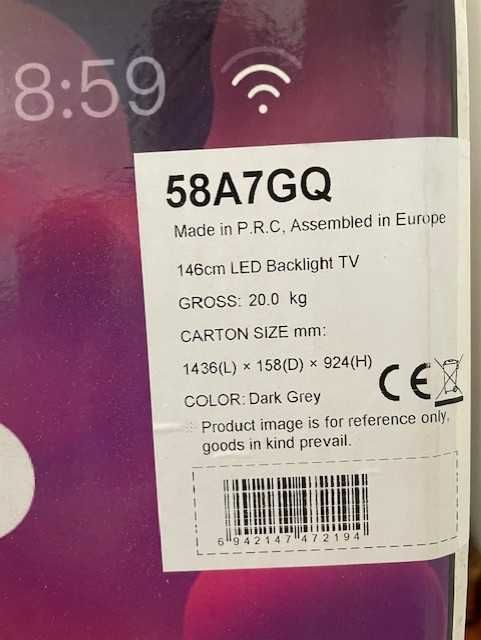 8:59
58A7GQ
Made in P.R.C, Assembled in Europe
146cm LED Backlight TV
GROSS: 20.0 kg
CARTON SIZE mm:
1436(L) × 158(D) × 924(H)
CE
COLOR: Dark Grey
Product image is for reference only,
goods in kind prevail.
6 942147 472194